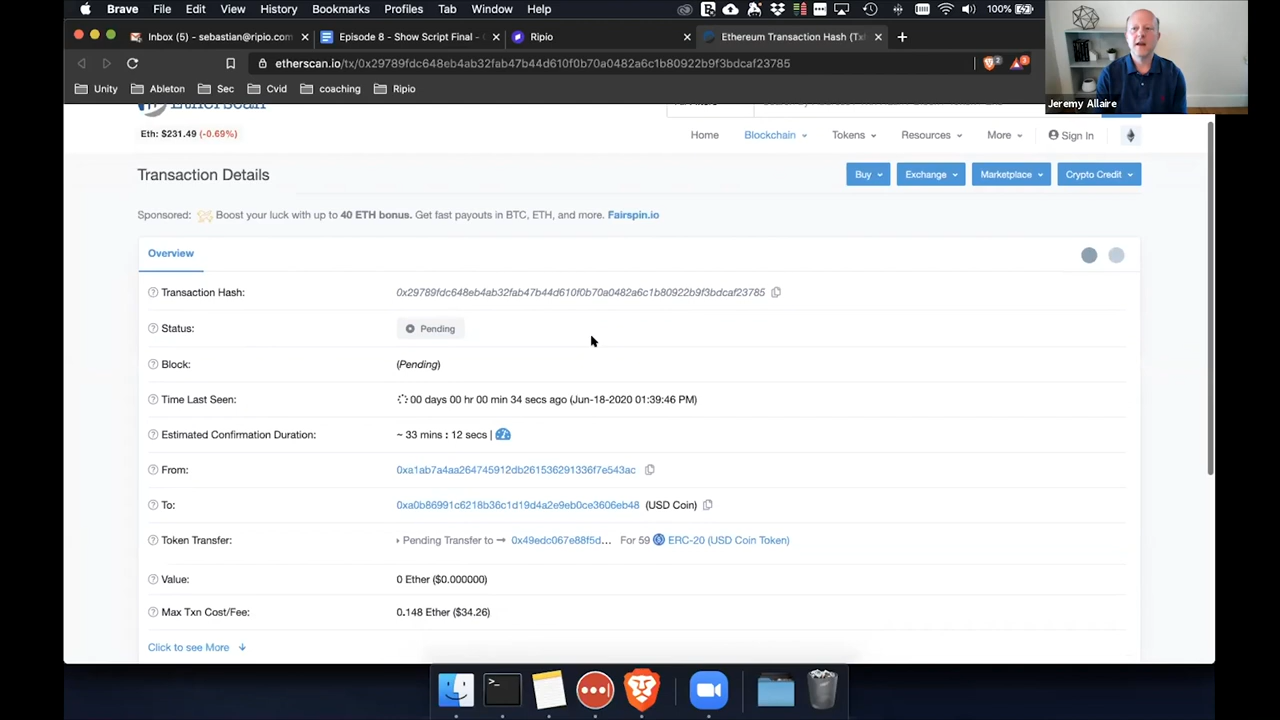 Brave File Edit View History Bookmarks Profiles Tab Window Help 100%
Inbox (5) - sebastian@ripio.com × Episode 8 - Show Script Final - × Ripio × Ethereum Transaction Hash (Txh × +
etherscan.io/tx/0x29789fdc648eb4ab32fab47b44d610f0b70a0482a6c1b80922b9f3bdcaf23785
Unity Ableton Sec Cvid coaching Ripio
Jeremy Allaire
Etherscan
Eth: $231.49 (-0.69%)
Home Blockchain Tokens Resources More Sign In
Transaction Details
Buy Exchange Marketplace Crypto Credit
Sponsored: Boost your luck with up to 40 ETH bonus. Get fast payouts in BTC, ETH, and more. Fairspin.io
Overview
Transaction Hash: 0x29789fdc648eb4ab32fab47b44d610f0b70a0482a6c1b80922b9f3bdcaf23785
Status: Pending
Block: (Pending)
Time Last Seen: 00 days 00 hr 00 min 34 secs ago (Jun-18-2020 01:39:46 PM)
Estimated Confirmation Duration: ~ 33 mins : 12 secs |
From: 0xa1ab7a4aa264745912db261536291336f7e543ac
To: 0xa0b86991c6218b36c1d19d4a2e9eb0ce3606eb48 (USD Coin)
Token Transfer: Pending Transfer to → 0x49edc067e88f5d... For 59 ERC-20 (USD Coin Token)
Value: 0 Ether ($0.000000)
Max Txn Cost/Fee: 0.148 Ether ($34.26)
Click to see More ↓